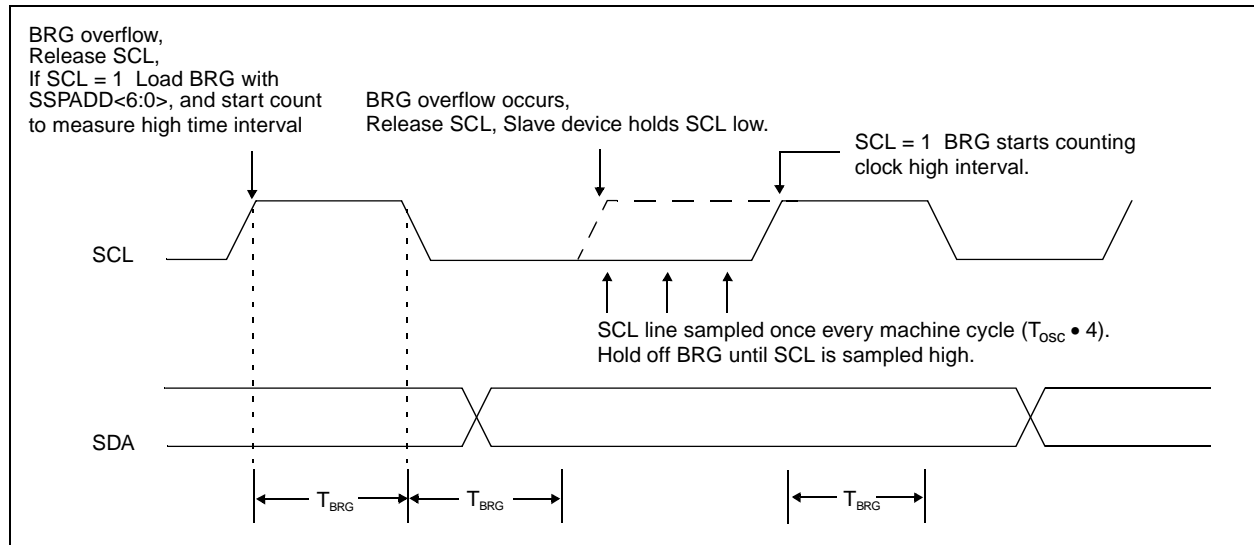 BRG overflow,
Release SCL,
If SCL = 1 Load BRG with
SSPADD<6:0>, and start count
to measure high time interval
BRG overflow occurs,
Release SCL, Slave device holds SCL low.
SCL = 1 BRG starts counting
clock high interval.
SCL
SCL line sampled once every machine cycle (Tosc • 4).
Hold off BRG until SCL is sampled high.
SDA
TBRG
TBRG
TBRG